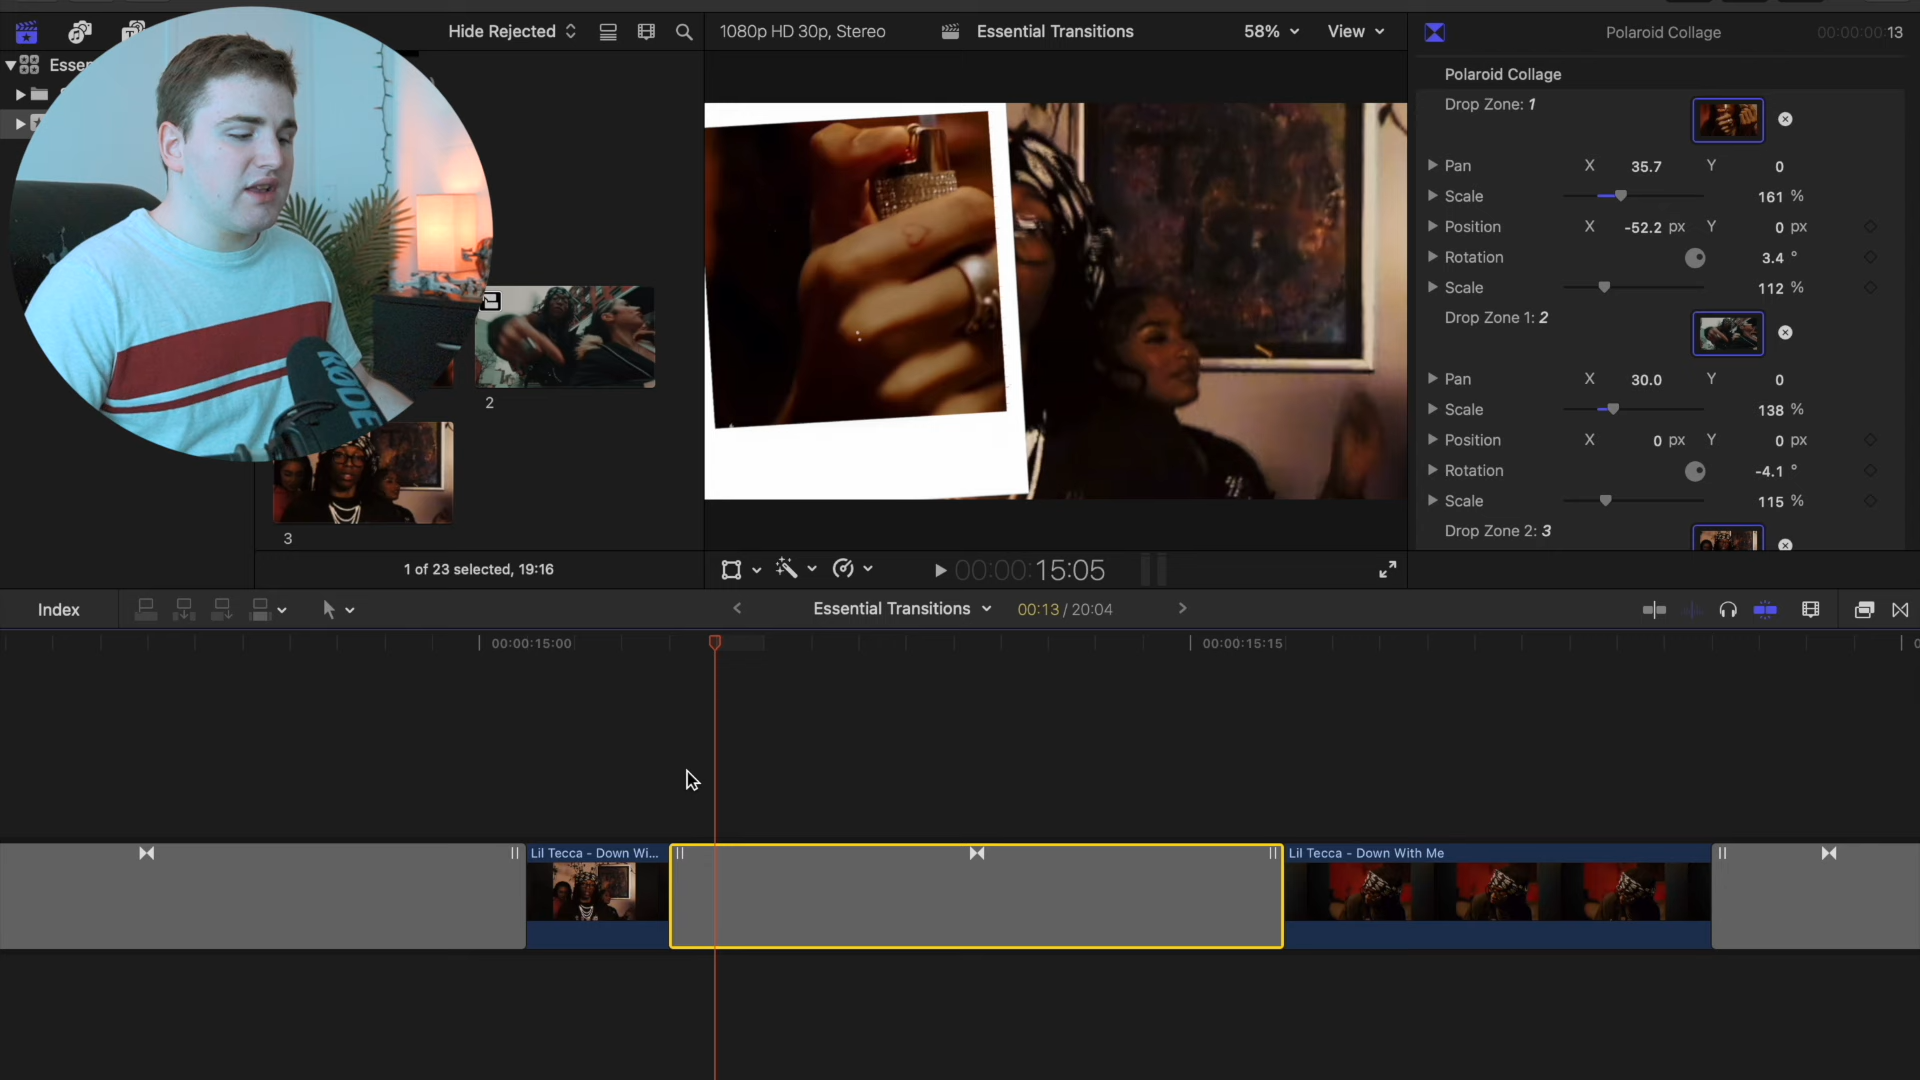 Hide Rejected
1080p HD 30p, Stereo
Essential Transitions
58%
View
Polaroid Collage
00:00:00:13
Esser
Polaroid Collage
Drop Zone: 1
Pan X 35.7 Y 0
Scale 161 %
Position X -52.2 px Y 0 px
Rotation 3.4 °
Scale 112 %
Drop Zone 1: 2
Pan X 30.0 Y 0
Scale 138 %
Position X 0 px Y 0 px
Rotation -4.1 °
Scale 115 %
Drop Zone 2: 3
RØDE
2
3
1 of 23 selected, 19:16
00:00:15:05
Index
Essential Transitions
00:13 / 20:04
00:00:15:00
00:00:15:15
Lil Tecca - Down Wi...
Lil Tecca - Down With Me